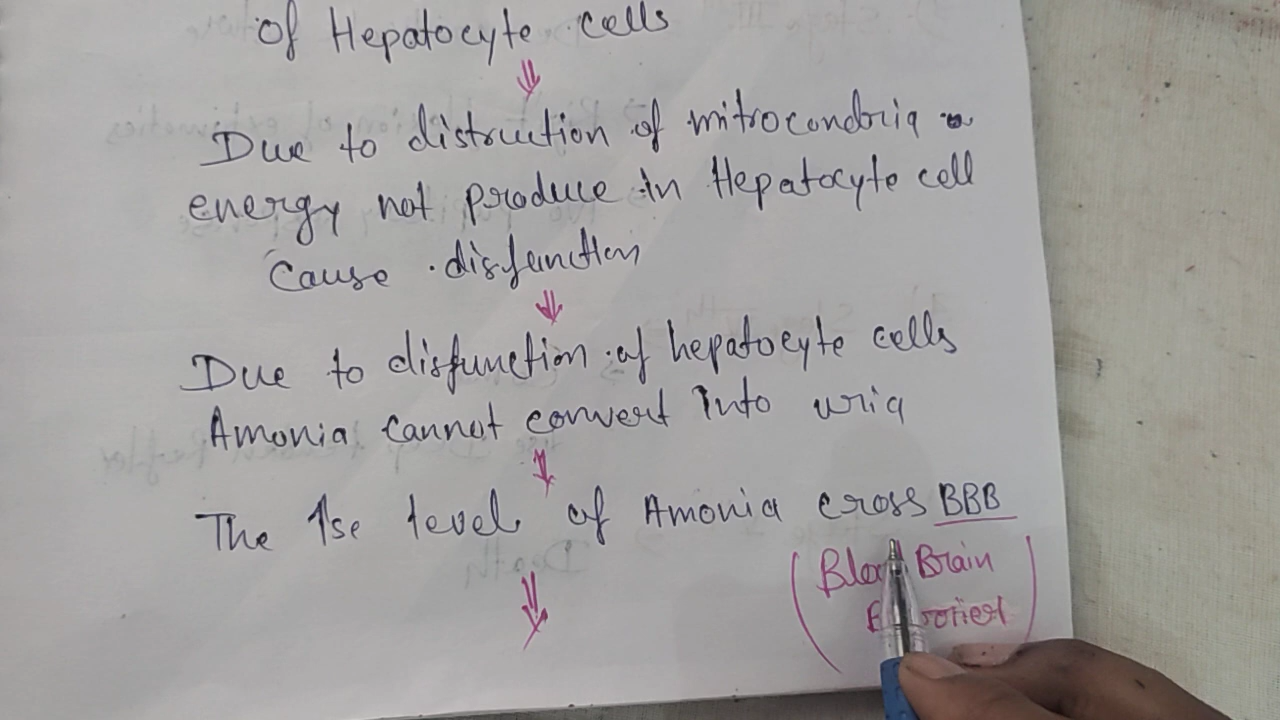 of Hepatocyte cells
Due to distruction of mitrocondria
energy not produce in Hepatocyte cell
Cause disfunction
Due to disfunction of hepatocyte cells
Amonia cannot convert into uria
The 1se level of Amonia cross BBB
Brain